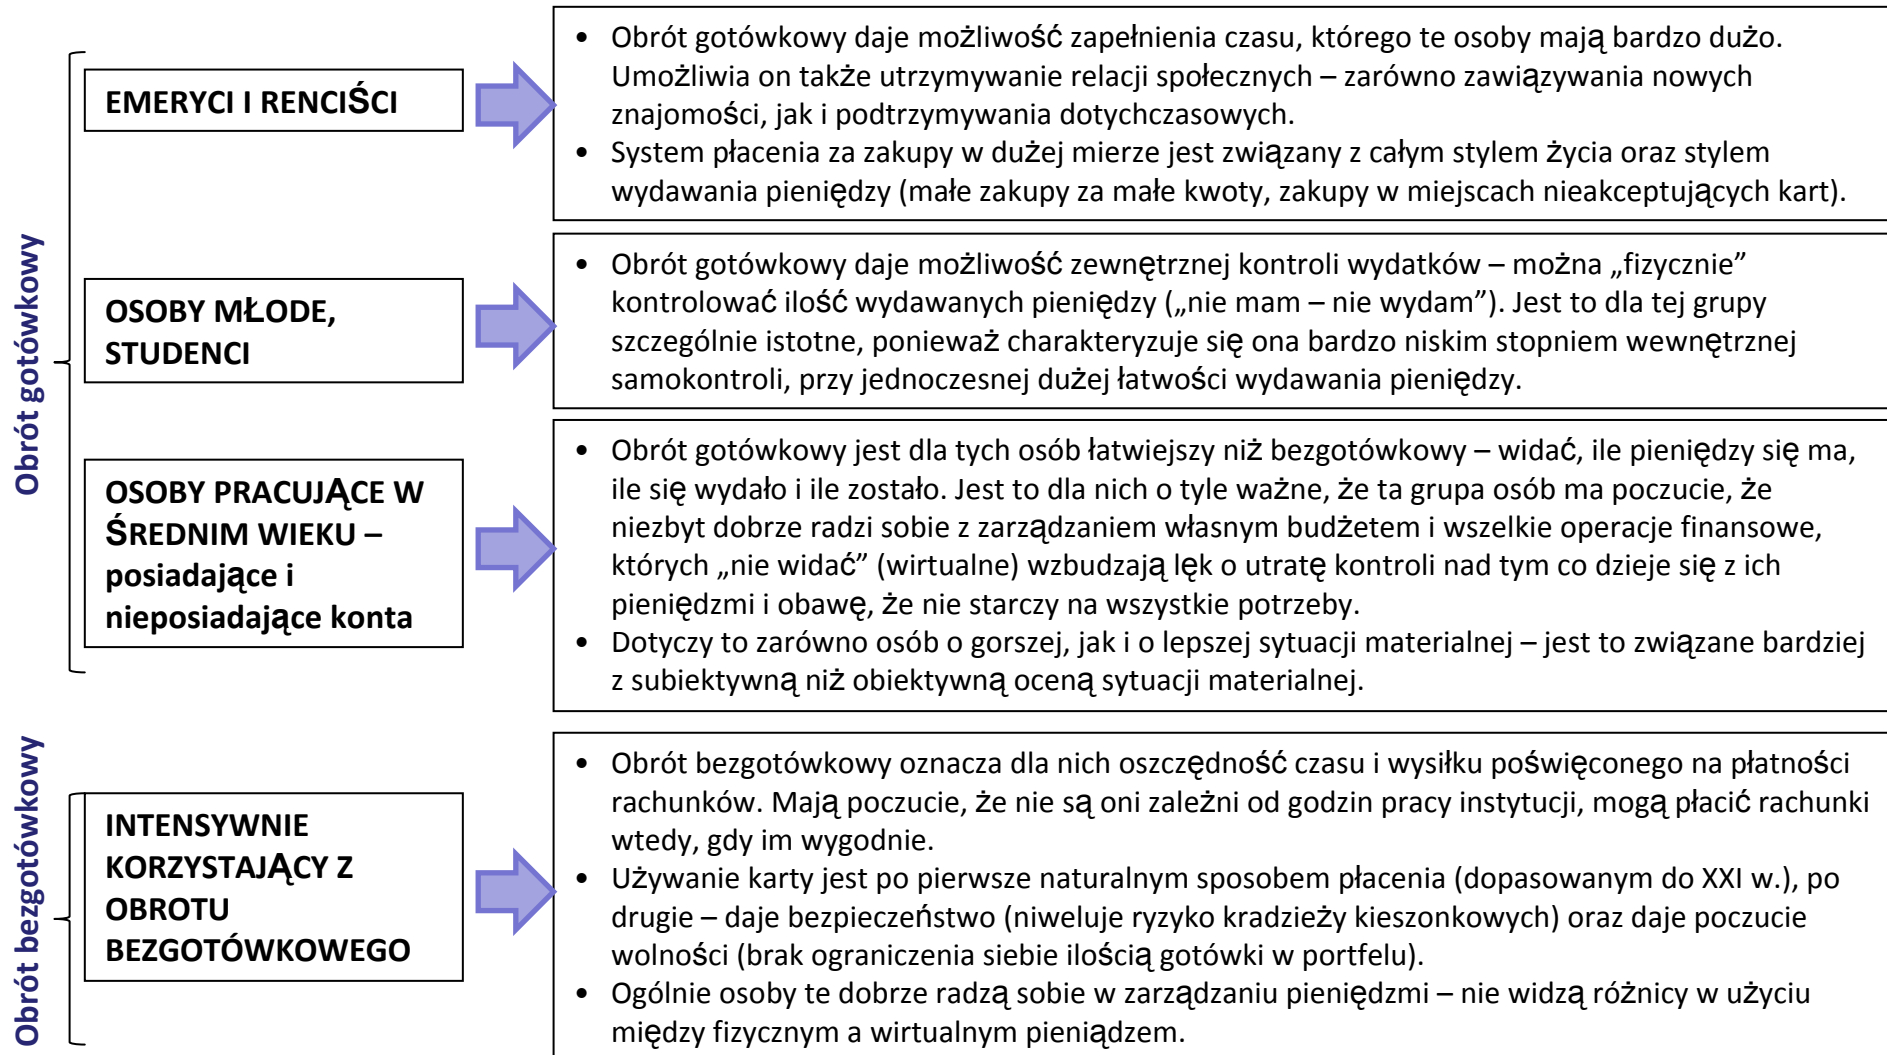 Obrót gotówkowy
EMERYCI I RENCIŚCI
• Obrót gotówkowy daje możliwość zapełnienia czasu, którego te osoby mają bardzo dużo.
Umożliwia on także utrzymywanie relacji społecznych – zarówno zawiązywania nowych
znajomości, jak i podtrzymywania dotychczasowych.
• System płacenia za zakupy w dużej mierze jest związany z całym stylem życia oraz stylem
wydawania pieniędzy (małe zakupy za małe kwoty, zakupy w miejscach nieakceptujących kart).
OSOBY MŁODE,
STUDENCI
• Obrót gotówkowy daje możliwość zewnętrznej kontroli wydatków – można „fizycznie”
kontrolować ilość wydawanych pieniędzy („nie mam – nie wydam”). Jest to dla tej grupy
szczególnie istotne, ponieważ charakteryzuje się ona bardzo niskim stopniem wewnętrznej
samokontroli, przy jednoczesnej dużej łatwości wydawania pieniędzy.
OSOBY PRACUJĄCE W
ŚREDNIM WIEKU –
posiadające i
nieposiadające konta
• Obrót gotówkowy jest dla tych osób łatwiejszy niż bezgotówkowy – widać, ile pieniędzy się ma,
ile się wydało i ile zostało. Jest to dla nich o tyle ważne, że ta grupa osób ma poczucie, że
niezbyt dobrze radzi sobie z zarządzaniem własnym budżetem i wszelkie operacje finansowe,
których „nie widać” (wirtualne) wzbudzają lęk o utratę kontroli nad tym co dzieje się z ich
pieniędzmi i obawę, że nie starczy na wszystkie potrzeby.
• Dotyczy to zarówno osób o gorszej, jak i o lepszej sytuacji materialnej – jest to związane bardziej
z subiektywną niż obiektywną oceną sytuacji materialnej.
Obrót bezgotówkowy
INTENSYWNIE
KORZYSTAJĄCY Z
OBROTU
BEZGOTÓWKOWEGO
• Obrót bezgotówkowy oznacza dla nich oszczędność czasu i wysiłku poświęconego na płatności
rachunków. Mają poczucie, że nie są oni zależni od godzin pracy instytucji, mogą płacić rachunki
wtedy, gdy im wygodnie.
• Używanie karty jest po pierwsze naturalnym sposobem płacenia (dopasowanym do XXI w.), po
drugie – daje bezpieczeństwo (niweluje ryzyko kradzieży kieszonkowych) oraz daje poczucie
wolności (brak ograniczenia siebie ilością gotówki w portfelu).
• Ogólnie osoby te dobrze radzą sobie w zarządzaniu pieniędzmi – nie widzą różnicy w użyciu
między fizycznym a wirtualnym pieniądzem.